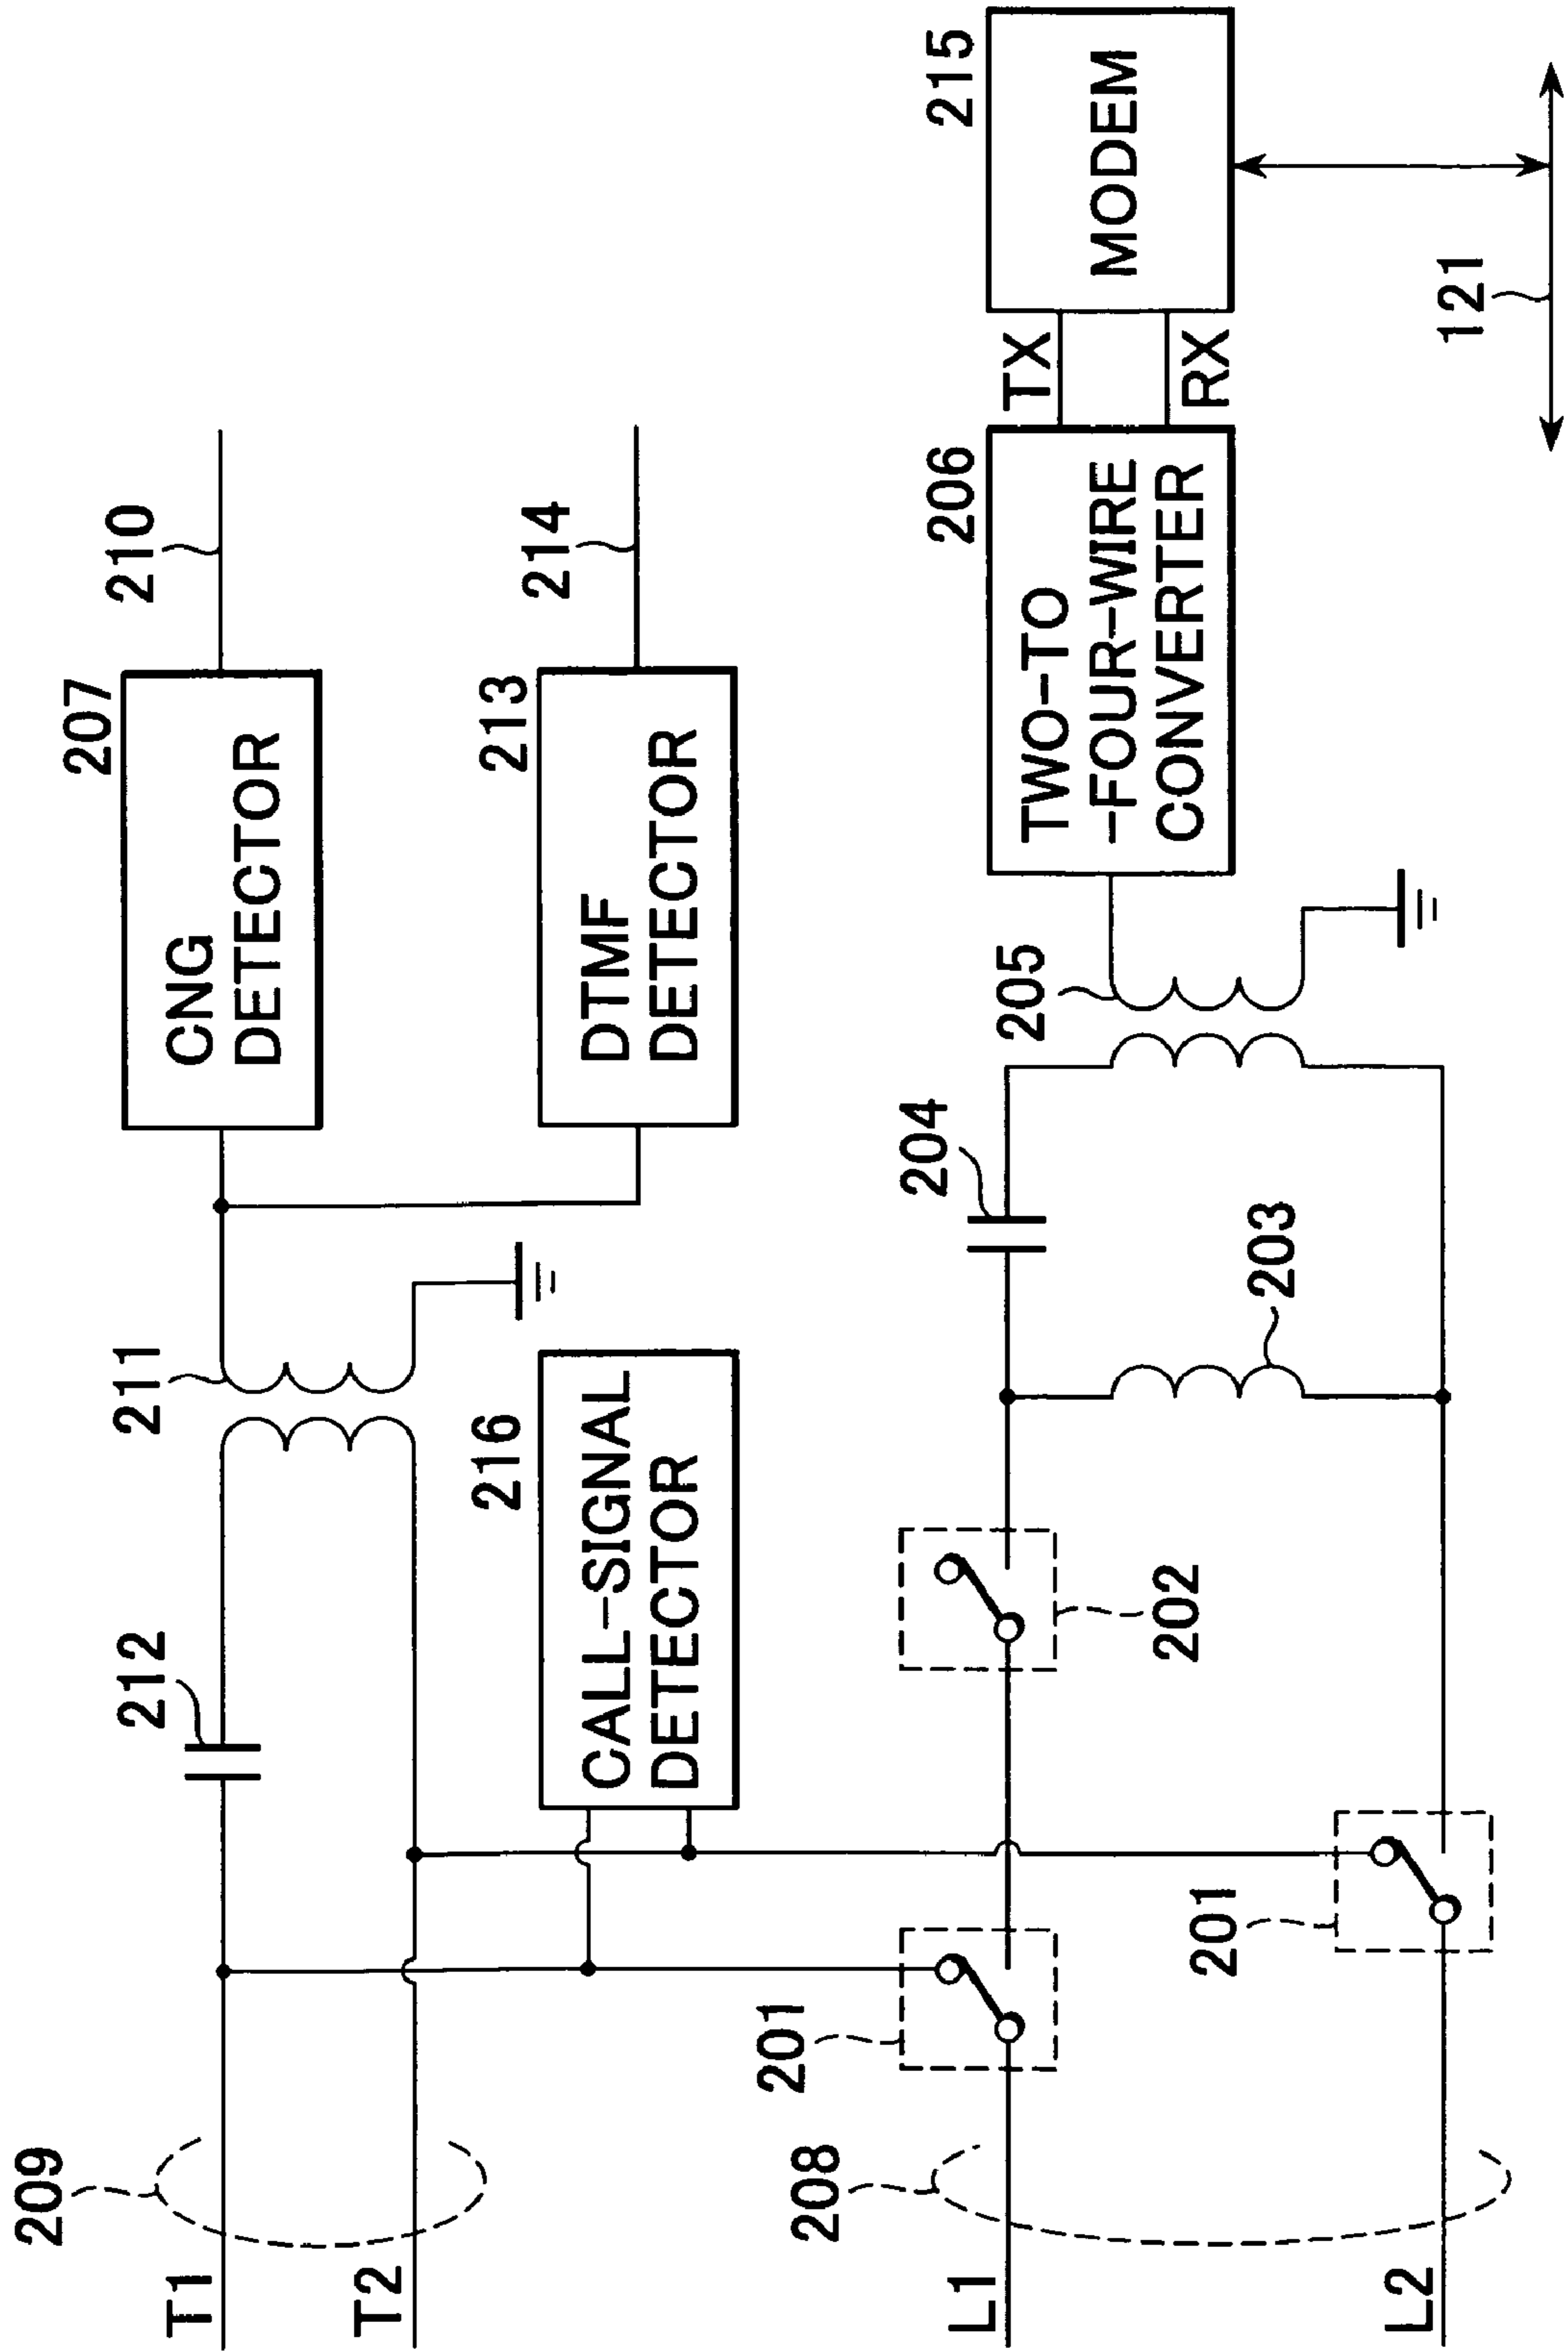 209
T1
T2
212
211
207
CNG
DETECTOR
210
216
CALL-SIGNAL
DETECTOR
213
DTMF
DETECTOR
214
208
L1
L2
201
201
202
204
203
205
206
TWO-TO
-FOUR-WIRE
CONVERTER
TX
RX
215
MODEM
121